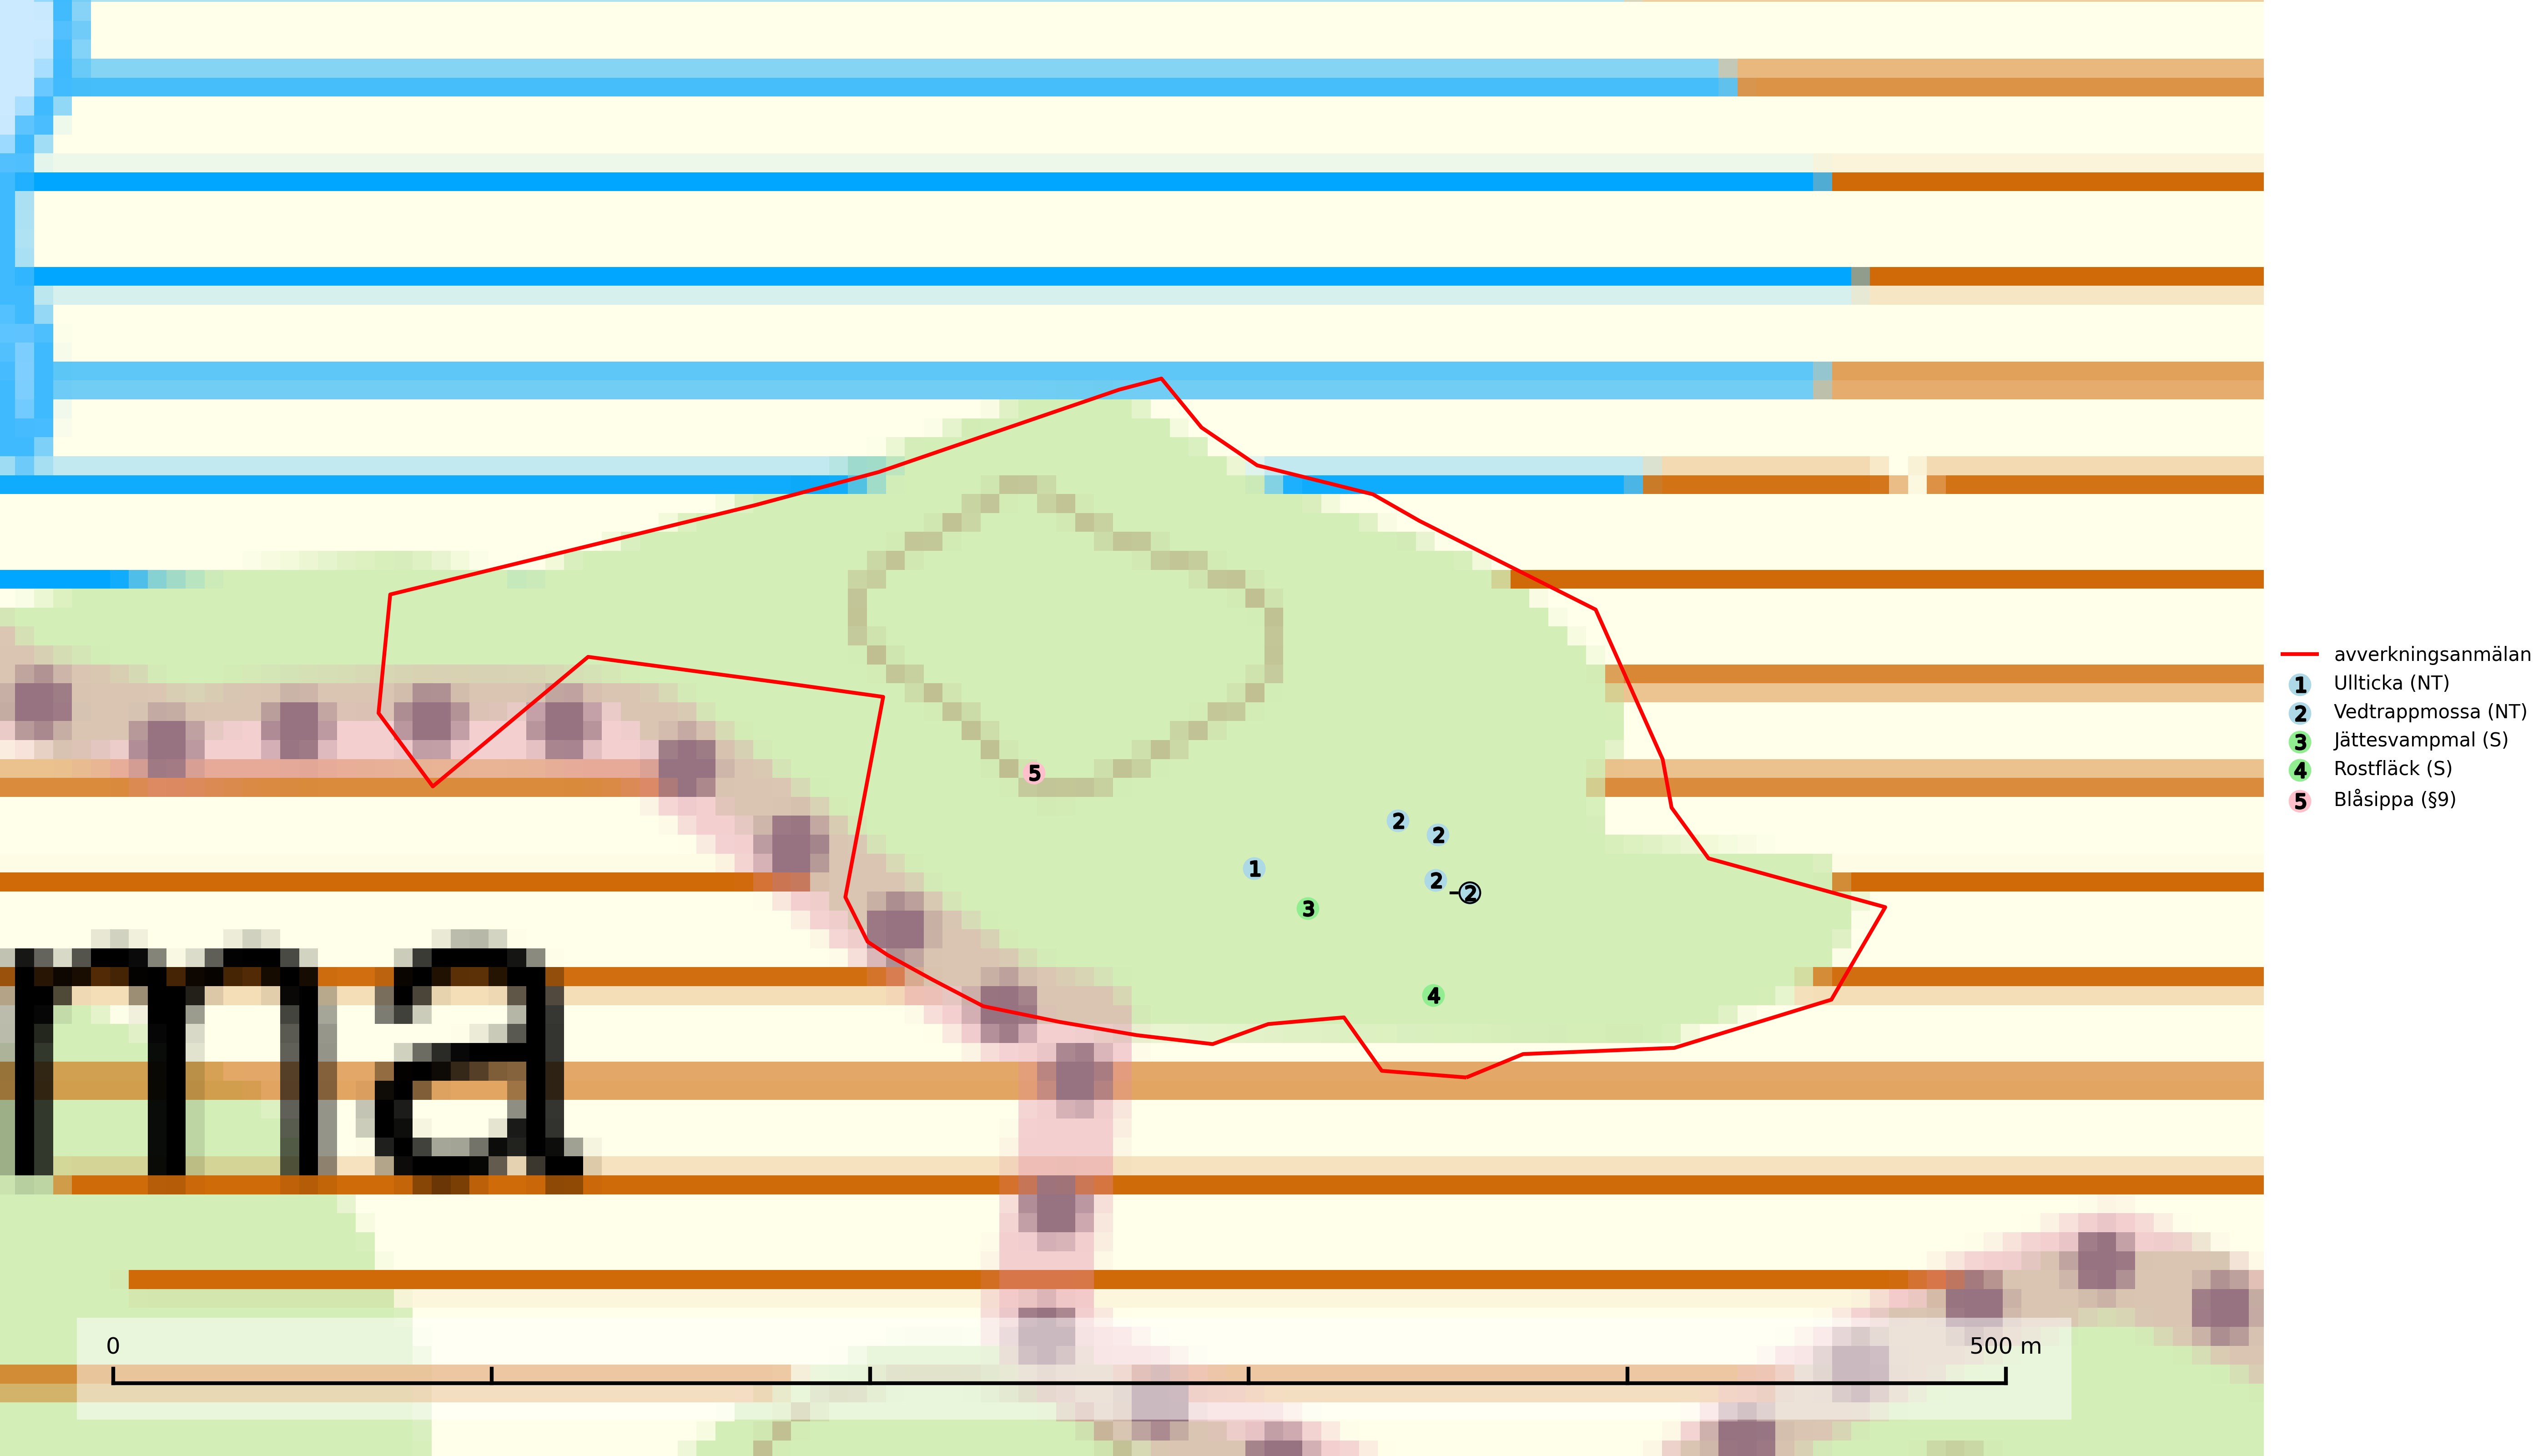 avverkningsanmälan
1 Ullticka (NT)
2 Vedtrappmossa (NT)
3 Jättesvampmal (S)
4 Rostfläck (S)
5 Blåsippa (§9)
5
2
2
1
2
2
3
4
ma
0 500 m